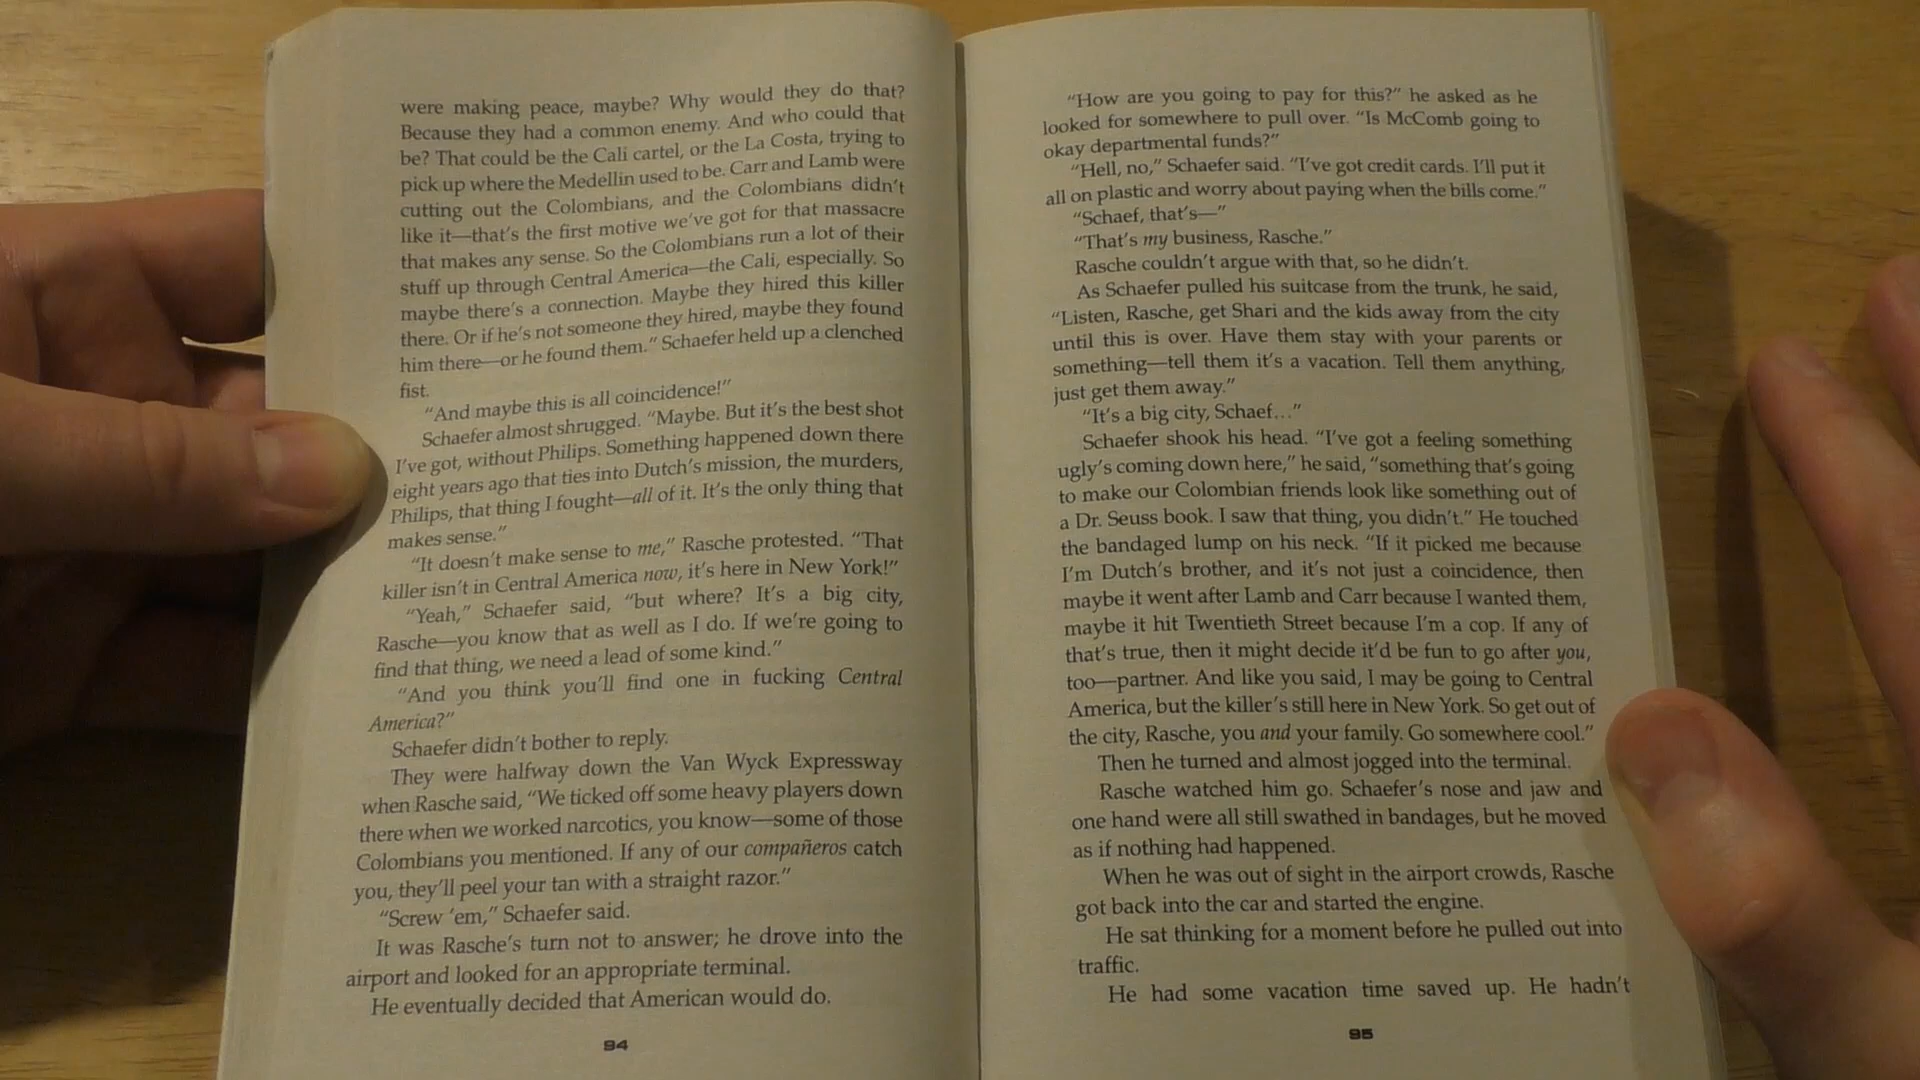 were making peace, maybe? Why would they do that?
Because they had a common enemy. And who could that
be? That could be the Cali cartel, or the La Costa, trying to
pick up where the Medellin used to be. Carr and Lamb were
cutting out the Colombians, and the Colombians didn't
like it—that's the first motive we've got for that massacre
that makes any sense. So the Colombians run a lot of their
stuff up through Central America—the Cali, especially. So
maybe there's a connection. Maybe they hired this killer
there. Or if he's not someone they hired, maybe they found
him there—or he found them.” Schaefer held up a clenched
fist.
“And maybe this is all coincidence!”
Schaefer almost shrugged. “Maybe. But it's the best shot
I've got, without Philips. Something happened down there
eight years ago that ties into Dutch's mission, the murders,
Philips, that thing I fought—all of it. It's the only thing that
makes sense.”
“It doesn't make sense to me,” Rasche protested. “That
killer isn't in Central America now, it's here in New York!”
“Yeah,” Schaefer said, “but where? It's a big city,
Rasche—you know that as well as I do. If we're going to
find that thing, we need a lead of some kind.”
“And you think you'll find one in fucking Central
America?”
Schaefer didn't bother to reply.
They were halfway down the Van Wyck Expressway
when Rasche said, “We ticked off some heavy players down
there when we worked narcotics, you know—some of those
Colombians you mentioned. If any of our compañeros catch
you, they'll peel your tan with a straight razor.”
“Screw 'em,” Schaefer said.
It was Rasche's turn not to answer; he drove into the
airport and looked for an appropriate terminal.
He eventually decided that American would do.
94
“How are you going to pay for this?” he asked as he
looked for somewhere to pull over. “Is McComb going to
okay departmental funds?”
“Hell, no,” Schaefer said. “I've got credit cards. I'll put it
all on plastic and worry about paying when the bills come.”
“Schaef, that's—”
“That's my business, Rasche.”
Rasche couldn't argue with that, so he didn't.
As Schaefer pulled his suitcase from the trunk, he said,
“Listen, Rasche, get Shari and the kids away from the city
until this is over. Have them stay with your parents or
something—tell them it's a vacation. Tell them anything,
just get them away.”
“It's a big city, Schaef…”
Schaefer shook his head. “I've got a feeling something
ugly's coming down here,” he said, “something that's going
to make our Colombian friends look like something out of
a Dr. Seuss book. I saw that thing, you didn't.” He touched
the bandaged lump on his neck. “If it picked me because
I'm Dutch's brother, and it's not just a coincidence, then
maybe it went after Lamb and Carr because I wanted them,
maybe it hit Twentieth Street because I'm a cop. If any of
that's true, then it might decide it'd be fun to go after you,
too—partner. And like you said, I may be going to Central
America, but the killer's still here in New York. So get out of
the city, Rasche, you and your family. Go somewhere cool.”
Then he turned and almost jogged into the terminal.
Rasche watched him go. Schaefer's nose and jaw and
one hand were all still swathed in bandages, but he moved
as if nothing had happened.
When he was out of sight in the airport crowds, Rasche
got back into the car and started the engine.
He sat thinking for a moment before he pulled out into
traffic.
He had some vacation time saved up. He hadn't
95